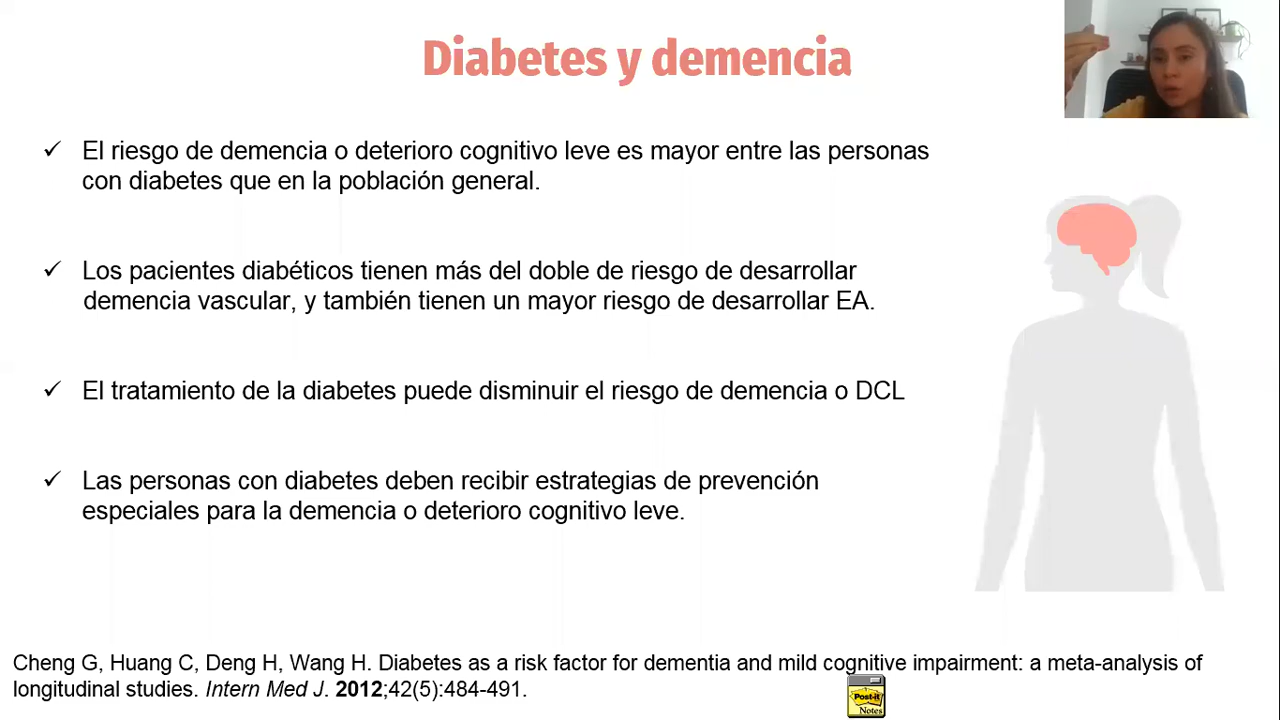 Diabetes y demencia
✓ El riesgo de demencia o deterioro cognitivo leve es mayor entre las personas
con diabetes que en la población general.
✓ Los pacientes diabéticos tienen más del doble de riesgo de desarrollar
demencia vascular, y también tienen un mayor riesgo de desarrollar EA.
✓ El tratamiento de la diabetes puede disminuir el riesgo de demencia o DCL
✓ Las personas con diabetes deben recibir estrategias de prevención
especiales para la demencia o deterioro cognitivo leve.
Cheng G, Huang C, Deng H, Wang H. Diabetes as a risk factor for dementia and mild cognitive impairment: a meta-analysis of
longitudinal studies. Intern Med J. 2012;42(5):484-491.
Post-it
Notes